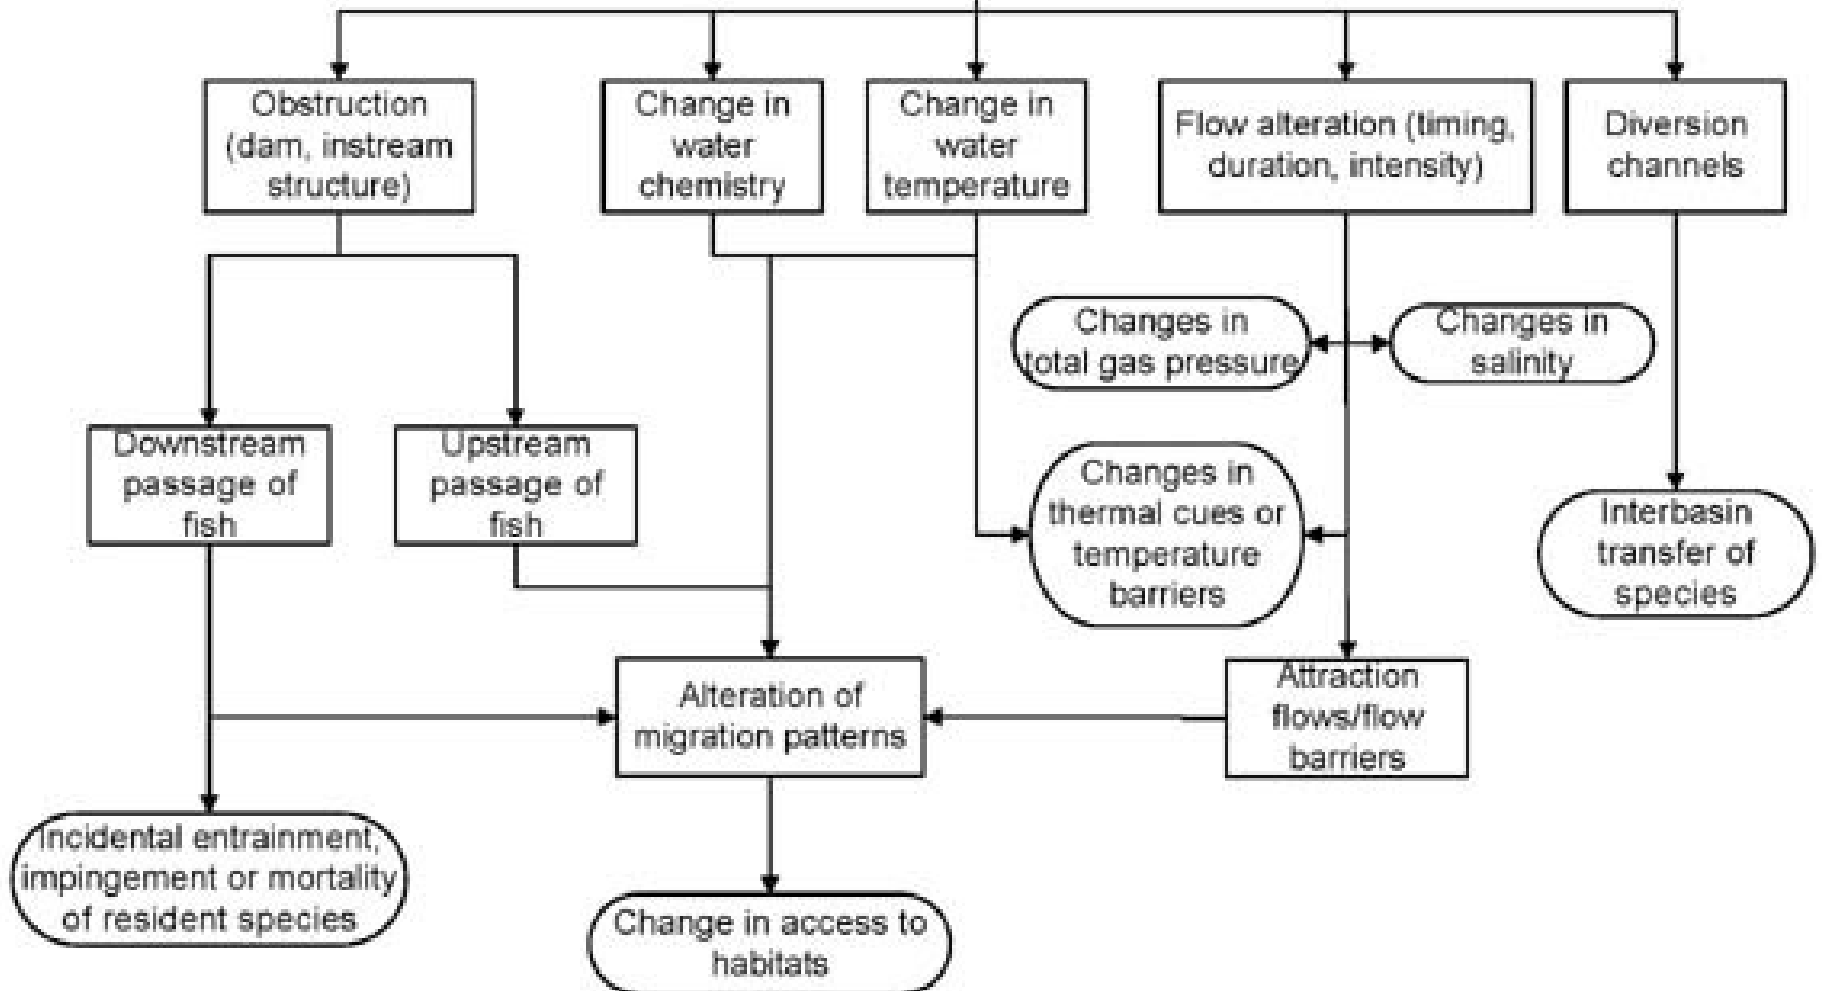 Obstruction
(dam, instream
structure)
Change in
water
chemistry
Change in
water
temperature
Flow alteration (timing,
duration, intensity)
Diversion
channels
Changes in
total gas pressure
Changes in
salinity
Downstream
passage of
fish
Upstream
passage of
fish
Changes in
thermal cues or
temperature
barriers
Interbasin
transfer of
species
Alteration of
migration patterns
Attraction
flows/flow
barriers
Incidental entrainment,
impingement or mortality
of resident species
Change in access to
habitats